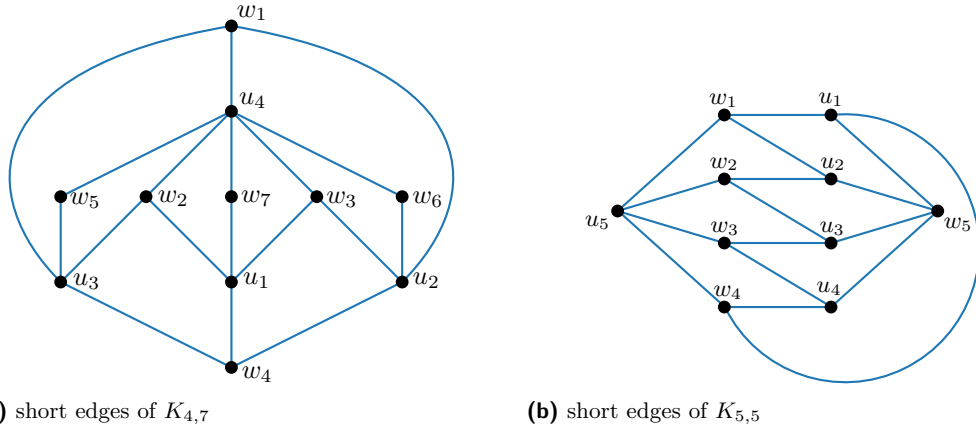 w₁
u₄
w₅ w₂ w₇ w₃ w₆
u₃ u₁ u₂
w₄
) short edges of K₄,₇
w₁ u₁
w₂ u₂
u₅ w₅
w₃ u₃
w₄ u₄
(b) short edges of K₅,₅